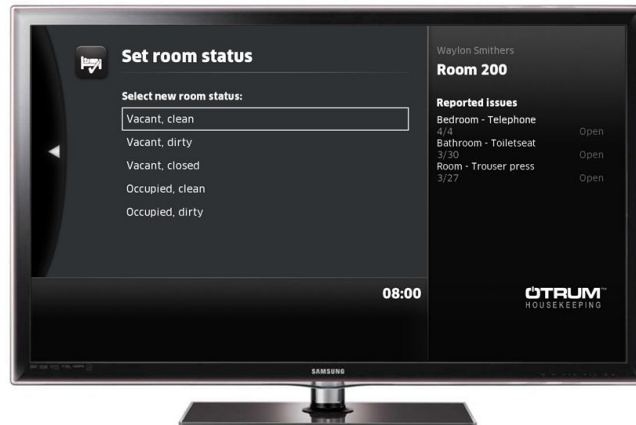 Set room status
Select new room status:
Vacant, clean
Vacant, dirty
Vacant, closed
Occupied, clean
Occupied, dirty
08:00
Waylon Smithers
Room 200
Reported issues
Bedroom - Telephone
4/4 Open
Bathroom - Toiletseat
3/30 Open
Room - Trouser press
3/27 Open
OTRUM™
HOUSEKEEPING
SAMSUNG